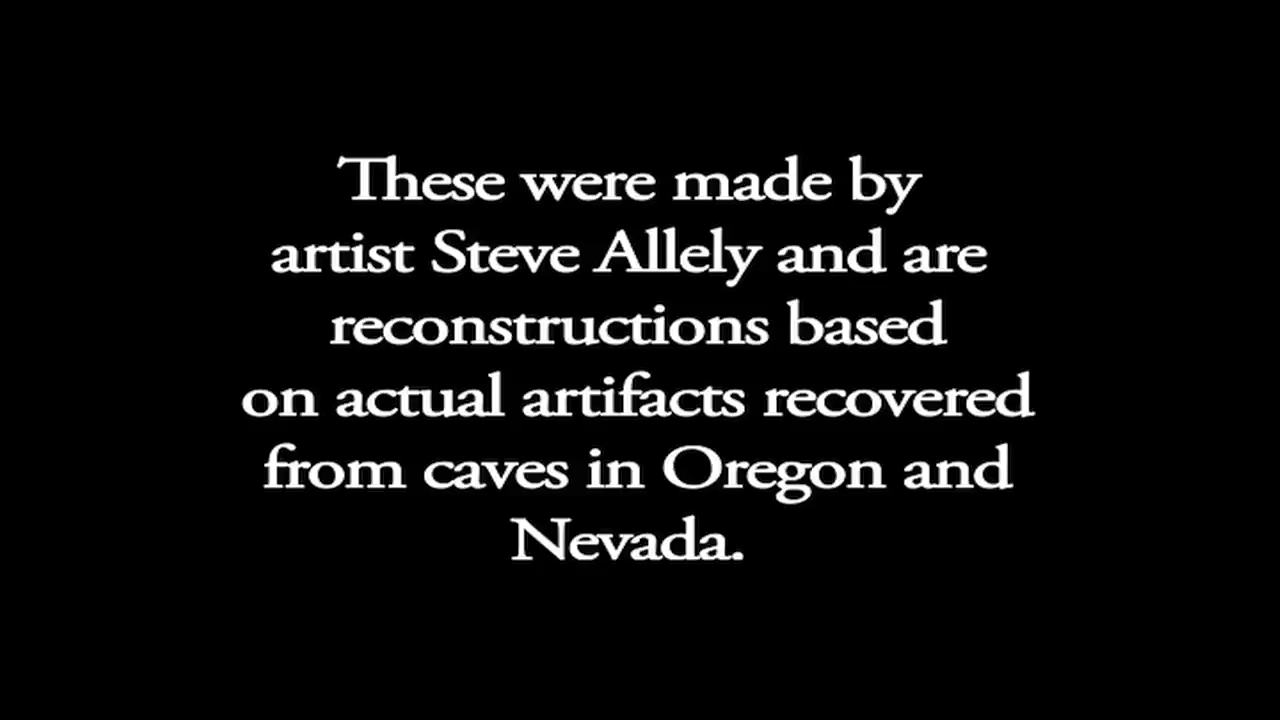 These were made by
artist Steve Allely and are
reconstructions based
on actual artifacts recovered
from caves in Oregon and
Nevada.